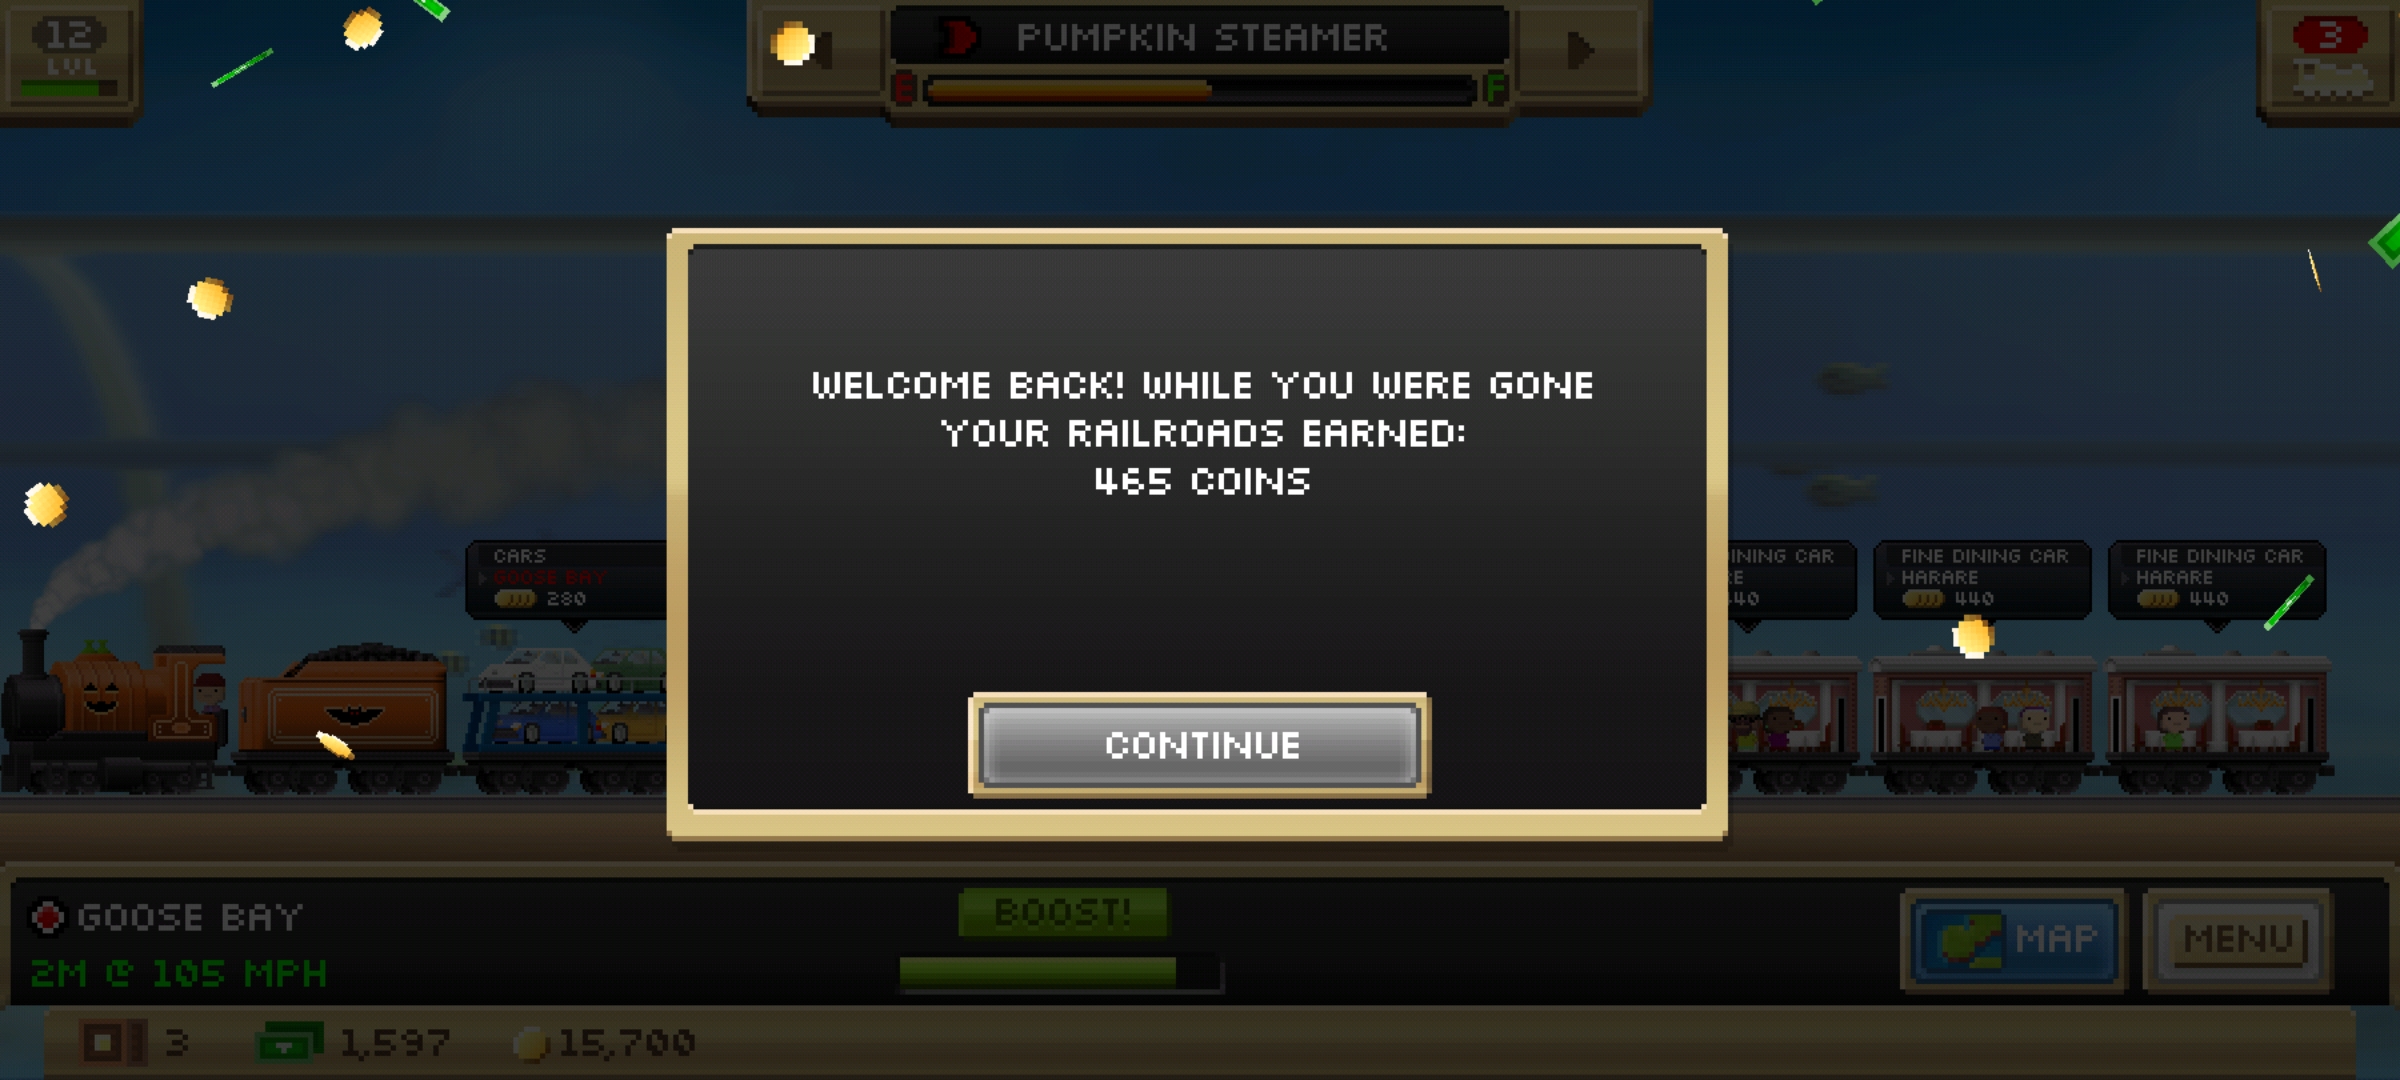 12
LVL
PUMPKIN STEAMER
E
F
3
WELCOME BACK! WHILE YOU WERE GONE
YOUR RAILROADS EARNED:
465 COINS
CONTINUE
CARS
GOOSE BAY
280
FINE DINING CAR
HARARE
440
FINE DINING CAR
HARARE
440
GOOSE BAY
2M @ 105 MPH
BOOST!
MAP
MENU
3
1,597
15,700